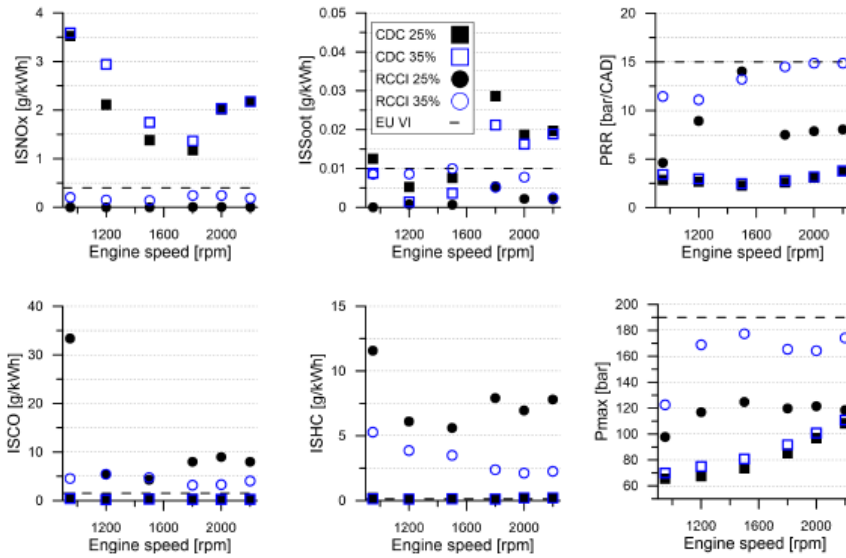 ISNOx [g/kWh]
4
3
2
1
0
1200 1600 2000
Engine speed [rpm]
ISSoot [g/kWh]
0.05
0.04
0.03
0.02
0.010
0
CDC 25%
CDC 35%
RCCI 25%
RCCI 35%
EU VI
1200 1600 2000
Engine speed [rpm]
PRR [bar/CAD]
20
15
10
5
0
1200 1600 2000
Engine speed [rpm]
ISCO [g/kWh]
40
30
20
10
0
1200 1600 2000
Engine speed [rpm]
ISHC [g/kWh]
15
10
5
0
1200 1600 2000
Engine speed [rpm]
Pmax [bar]
200
180
160
140
120
100
80
60
1200 1600 2000
Engine speed [rpm]